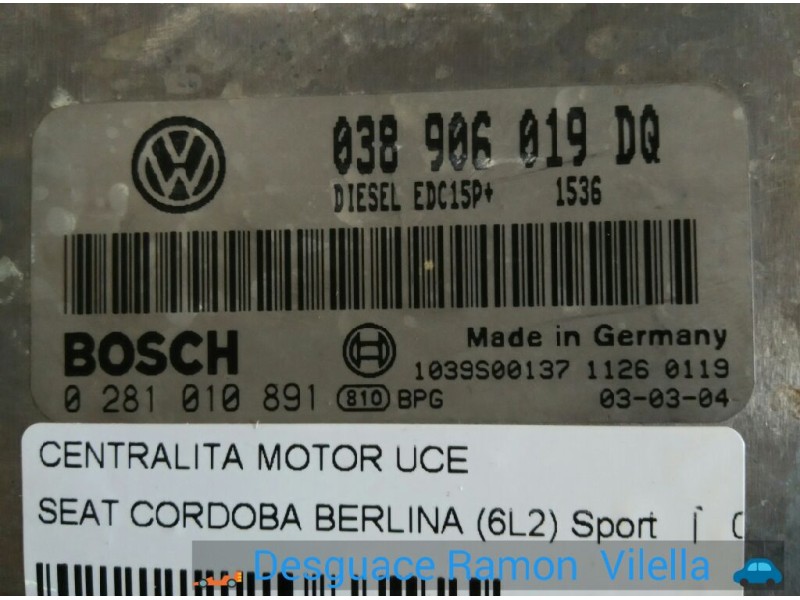 038 906 019 DQ
DIESEL EDC15P+ 1536
BOSCH
Made in Germany
1039S00137 1126 0119
0 281 010 891 810 BPG 03-03-04
CENTRALITA MOTOR UCE
SEAT CORDOBA BERLINA (6L2) Sport
Desguace Ramon Vilella